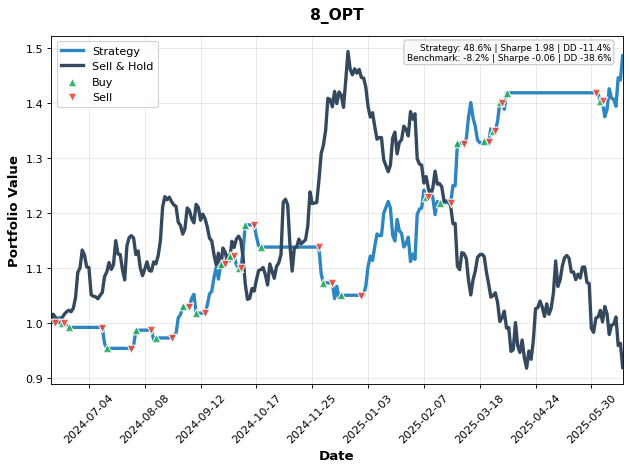 8_OPT
Strategy
Sell & Hold
Buy
Sell
Strategy: 48.6% | Sharpe 1.98 | DD -11.4%
Benchmark: -8.2% | Sharpe -0.06 | DD -38.6%
Portfolio Value
1.5
1.4
1.3
1.2
1.1
1.0
0.9
2024-07-04
2024-08-08
2024-09-12
2024-10-17
2024-11-25
2025-01-03
2025-02-07
2025-03-18
2025-04-24
2025-05-30
Date